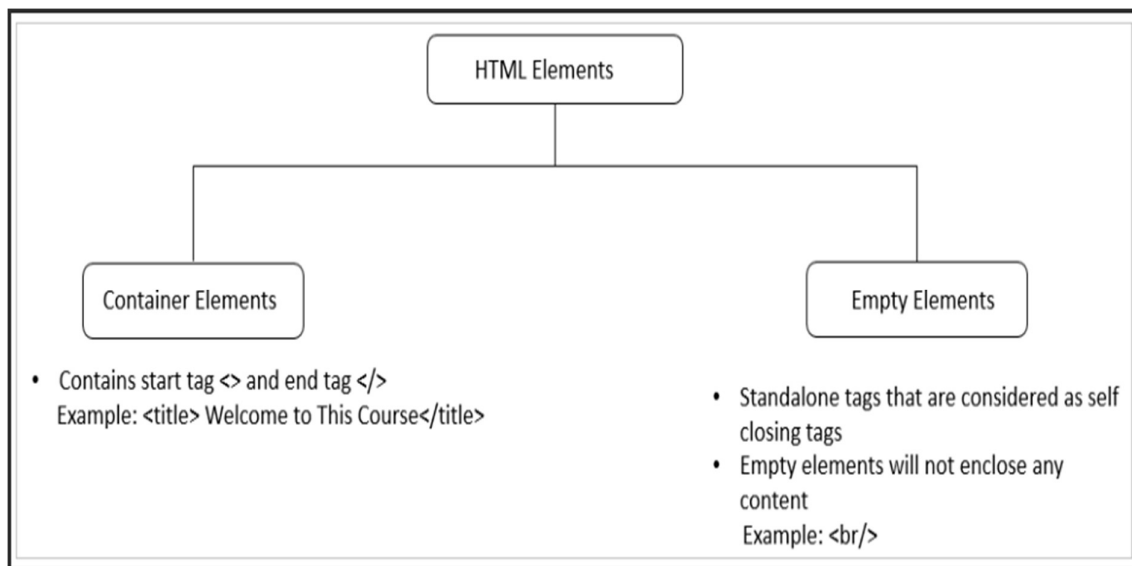 HTML Elements
Container Elements
• Contains start tag <> and end tag </>
Example: <title> Welcome to This Course</title>
Empty Elements
• Standalone tags that are considered as self
closing tags
• Empty elements will not enclose any
content
Example: <br/>